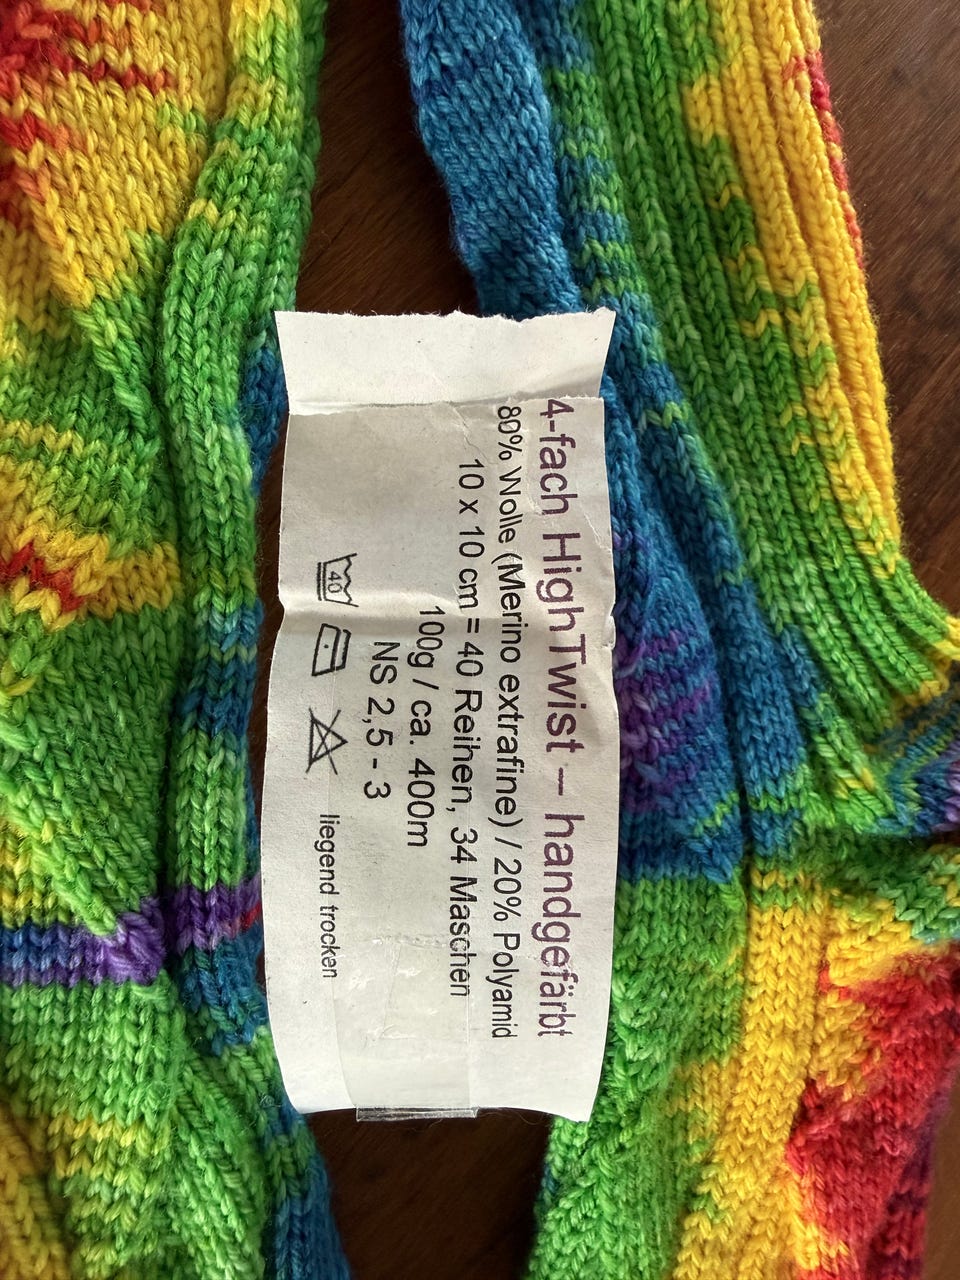 4-fach HighTwist – handgefärbt
80% Wolle (Merino extrafine) / 20% Polyamid
10 x 10 cm = 40 Reihen, 34 Maschen
100g / ca. 400m
NS 2,5 - 3
40 liegend trocken